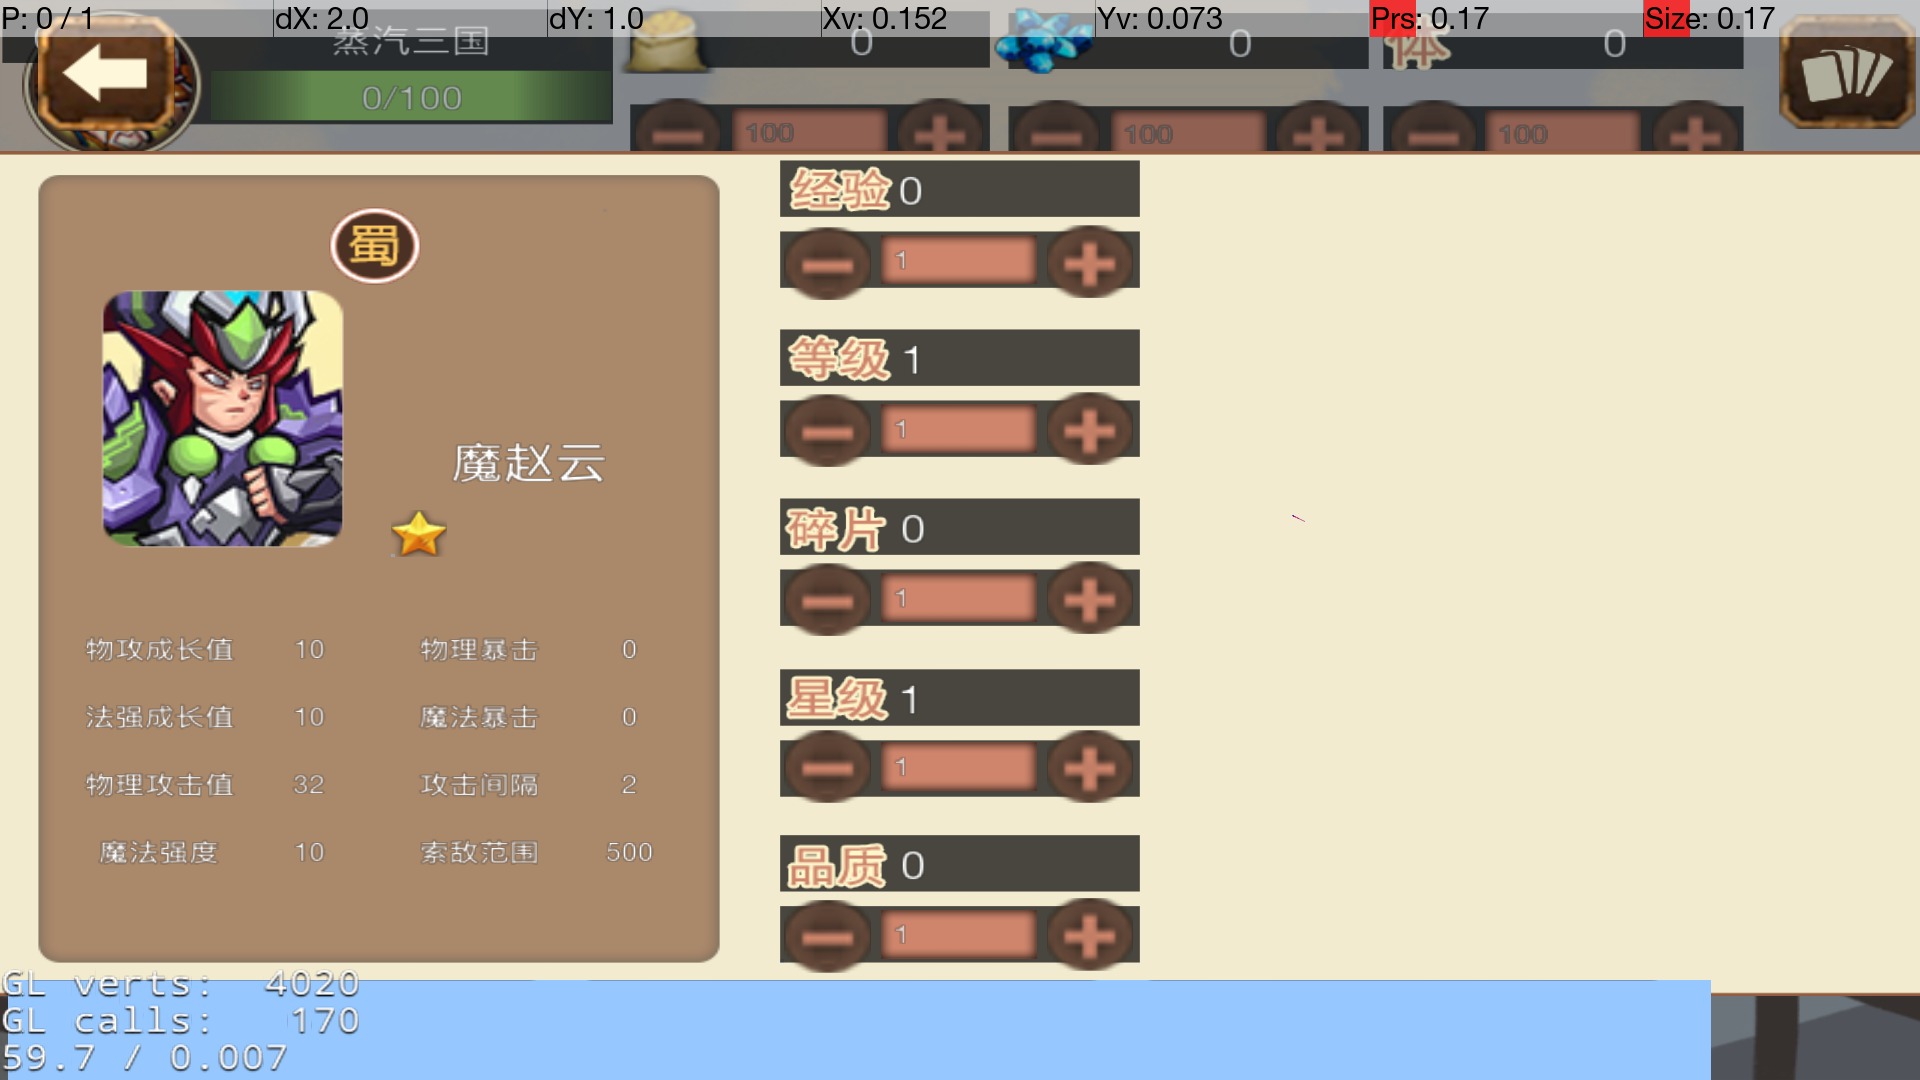 P: 0 / 1 dX: 2.0 dY: 1.0 Xv: 0.152 Yv: 0.073 Prs: 0.17 Size: 0.17
蒸汽三国 0 0 体 0
0/100
100 100 100
经验 0
1
等级 1
1
碎片 0
1
星级 1
1
品质 0
1
蜀
魔赵云
物攻成长值 10 物理暴击 0
法强成长值 10 魔法暴击 0
物理攻击值 32 攻击间隔 2
魔法强度 10 索敌范围 500
GL verts: 4020
GL calls: 170
59.7 / 0.007